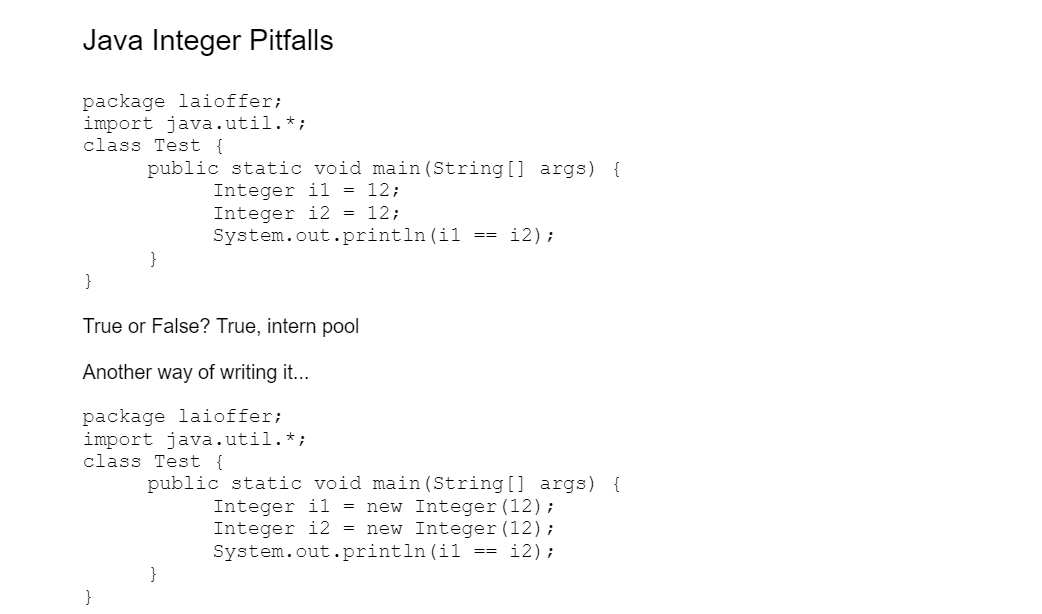 Java Integer Pitfalls
package laioffer;
import java.util.*;
class Test {
public static void main(String[] args) {
Integer i1 = 12;
Integer i2 = 12;
System.out.println(i1 == i2);
}
}
True or False? True, intern pool
Another way of writing it...
package laioffer;
import java.util.*;
class Test {
public static void main(String[] args) {
Integer i1 = new Integer(12);
Integer i2 = new Integer(12);
System.out.println(i1 == i2);
}
}